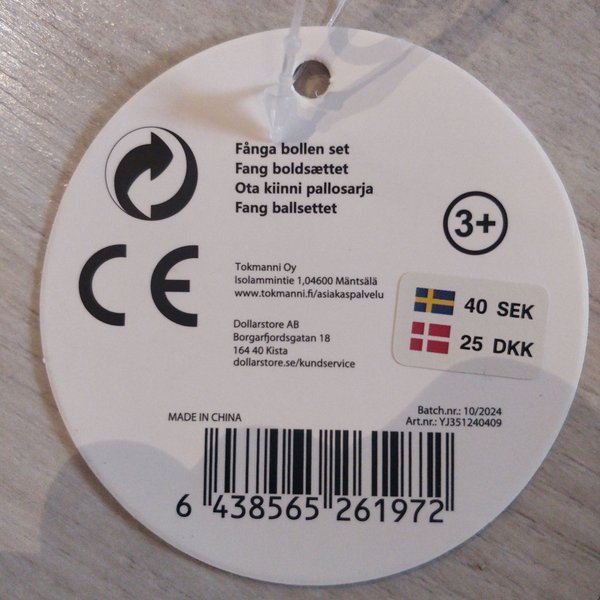 Fånga bollen set
Fang boldsættet
Ota kiinni pallosarja
Fang ballsettet
3+
CE
Tokmanni Oy
Isolammintie 1,04600 Mäntsälä
www.tokmanni.fi/asiakaspalvelu
40 SEK
25 DKK
Dollarstore AB
Borgarfjordsgatan 18
164 40 Kista
dollarstore.se/kundservice
MADE IN CHINA
Batch.nr.: 10/2024
Art.nr.: YJ351240409
6 438565 261972